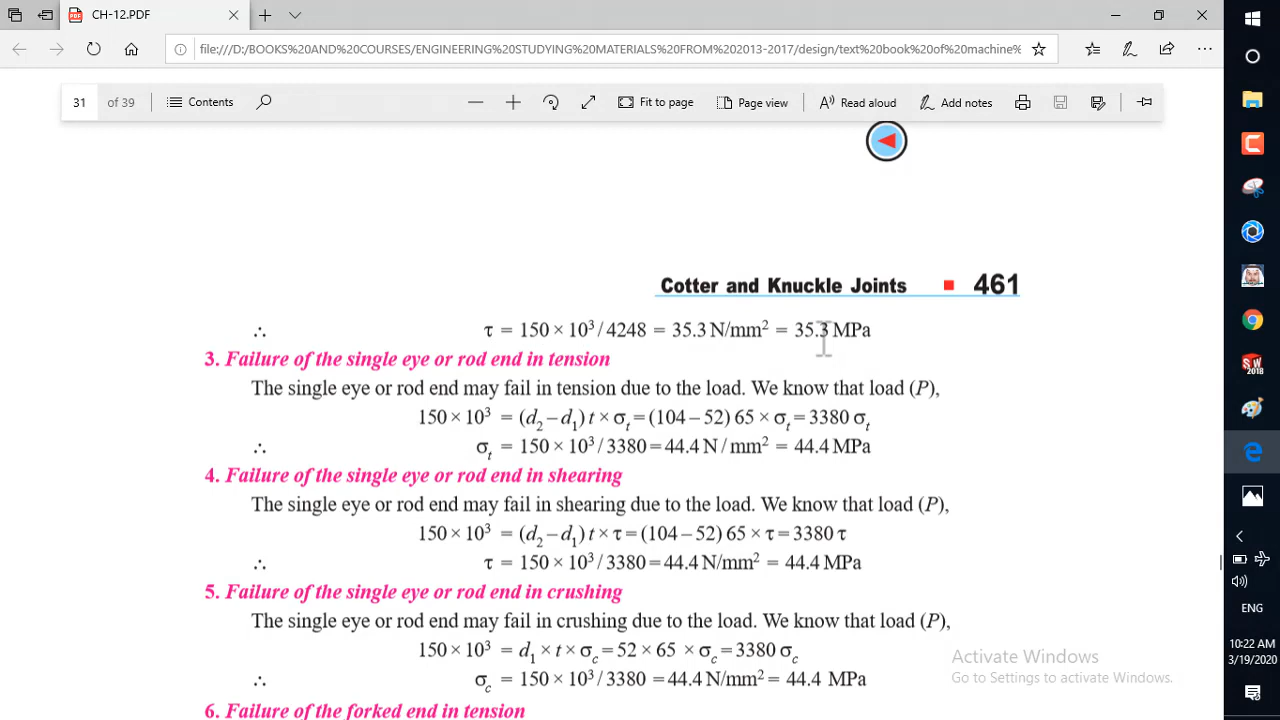 CH-12.PDF
file:///D:/BOOKS%20AND%20COURSES/ENGINEERING%20STUDYING%20MATERIALS%20FROM%202013-2017/design/text%20book%20of%20machine%
31 of 39 Contents Fit to page Page view Read aloud Add notes
Cotter and Knuckle Joints ■ 461
∴ τ = 150 × 10³ / 4248 = 35.3 N/mm² = 35.3 MPa
3. Failure of the single eye or rod end in tension
The single eye or rod end may fail in tension due to the load. We know that load (P),
150 × 10³ = (d₂ – d₁) t × σₜ = (104 – 52) 65 × σₜ = 3380 σₜ
∴ σₜ = 150 × 10³ / 3380 = 44.4 N / mm² = 44.4 MPa
4. Failure of the single eye or rod end in shearing
The single eye or rod end may fail in shearing due to the load. We know that load (P),
150 × 10³ = (d₂ – d₁) t × τ = (104 – 52) 65 × τ = 3380 τ
∴ τ = 150 × 10³ / 3380 = 44.4 N/mm² = 44.4 MPa
5. Failure of the single eye or rod end in crushing
The single eye or rod end may fail in crushing due to the load. We know that load (P),
150 × 10³ = d₁ × t × σ꜀ = 52 × 65 × σ꜀ = 3380 σ꜀
∴ σ꜀ = 150 × 10³ / 3380 = 44.4 N/mm² = 44.4 MPa
6. Failure of the forked end in tension
Activate Windows
Go to Settings to activate Windows.
SW
2018
ENG
10:22 AM
3/19/2020